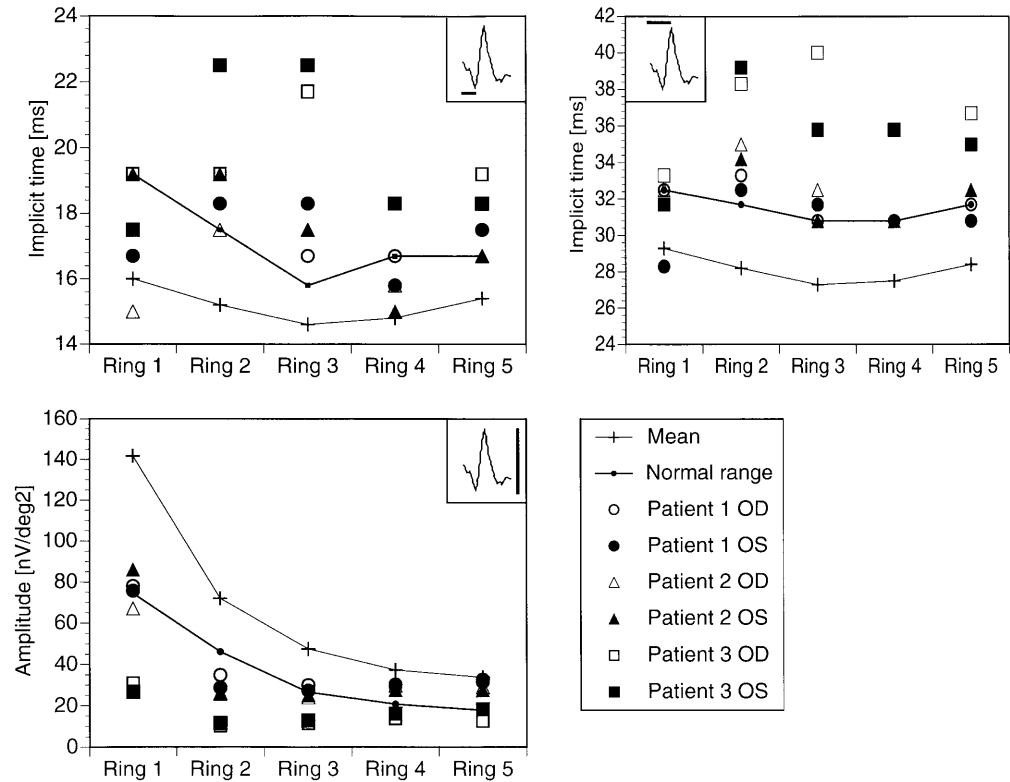 24
22
20
18
16
14
Implicit time [ms]
Ring 1 Ring 2 Ring 3 Ring 4 Ring 5
42
40
38
36
34
32
30
28
26
24
Implicit time [ms]
Ring 1 Ring 2 Ring 3 Ring 4 Ring 5
160
140
120
100
80
60
40
20
0
Amplitude [nV/deg2]
Ring 1 Ring 2 Ring 3 Ring 4 Ring 5
Mean
Normal range
Patient 1 OD
Patient 1 OS
Patient 2 OD
Patient 2 OS
Patient 3 OD
Patient 3 OS